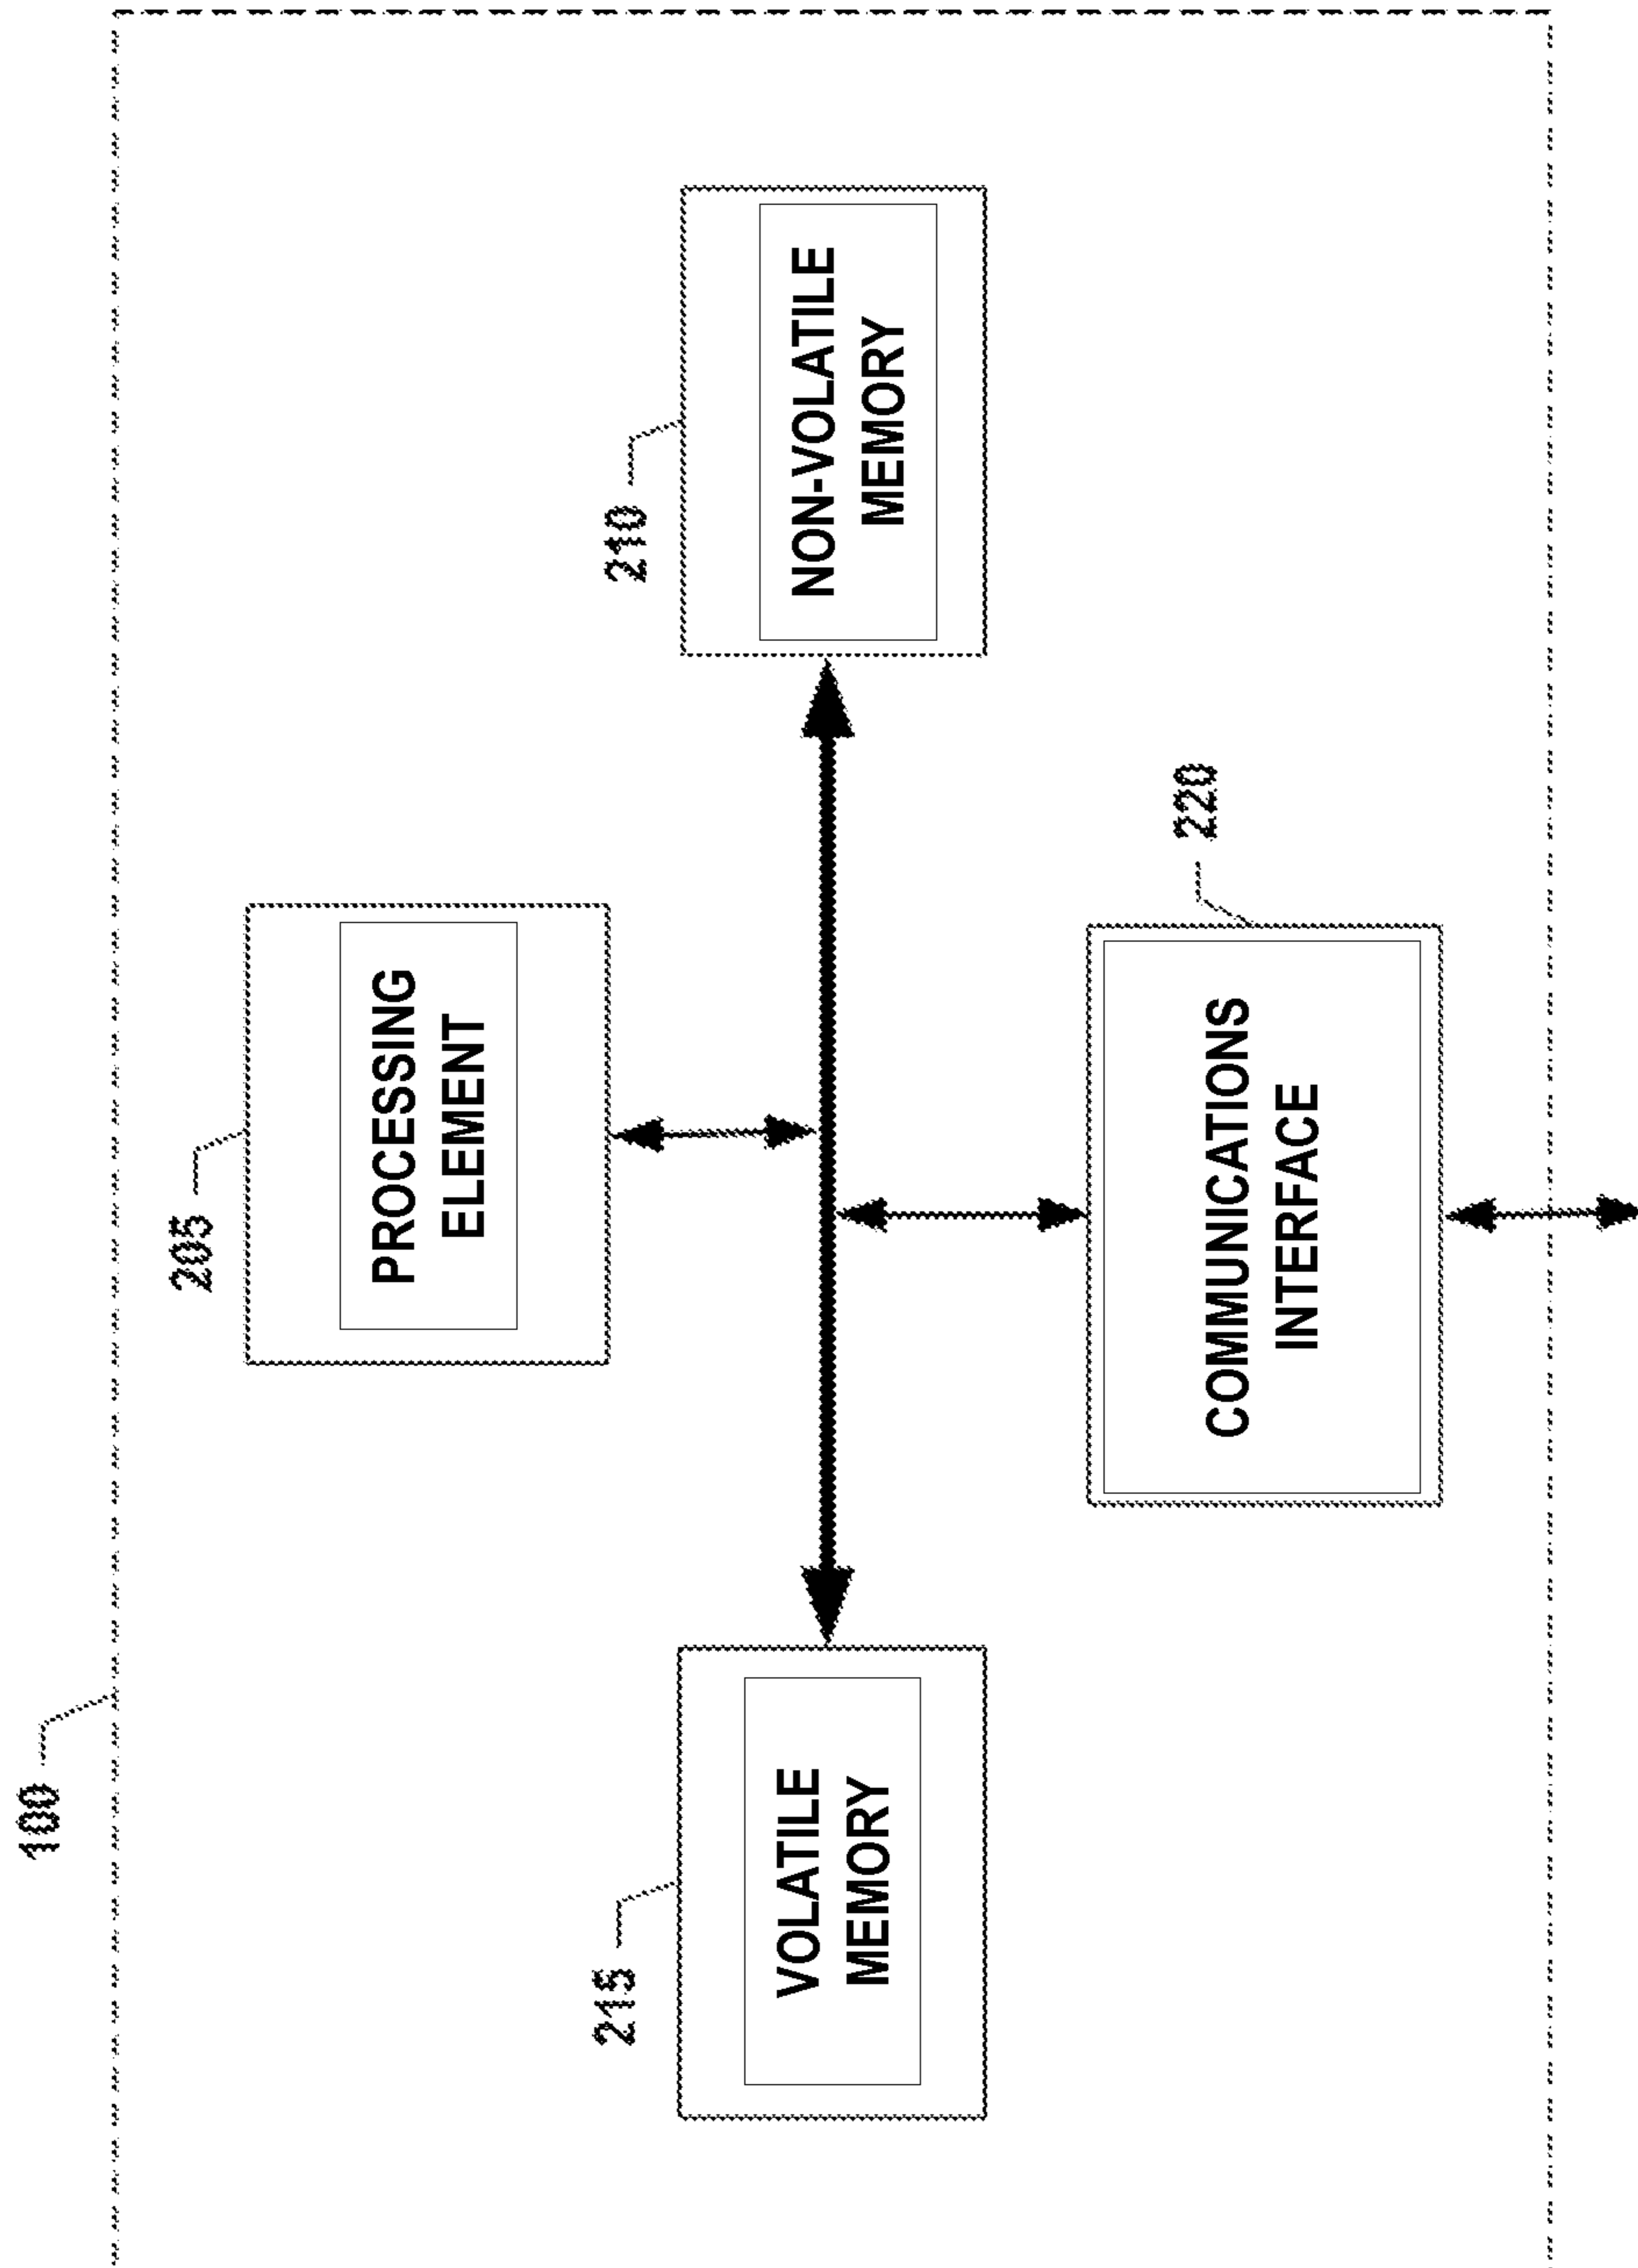 100
205
PROCESSING
ELEMENT
215
VOLATILE
MEMORY
210
NON-VOLATILE
MEMORY
220
COMMUNICATIONS
INTERFACE